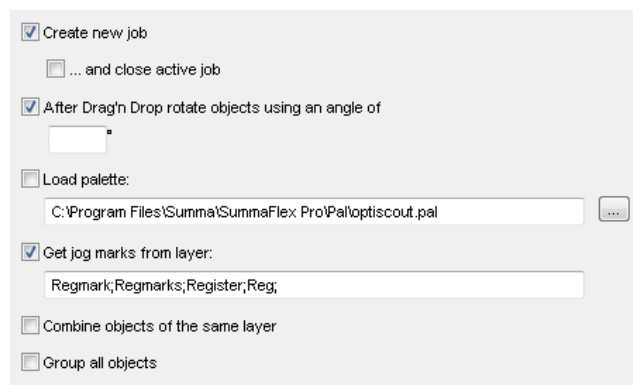 Create new job
... and close active job
After Drag'n Drop rotate objects using an angle of
°
Load palette:
C:\Program Files\Summa\SummaFlex Pro\Pal\optiscout.pal
...
Get jog marks from layer:
Regmark;Regmarks;Register;Reg;
Combine objects of the same layer
Group all objects